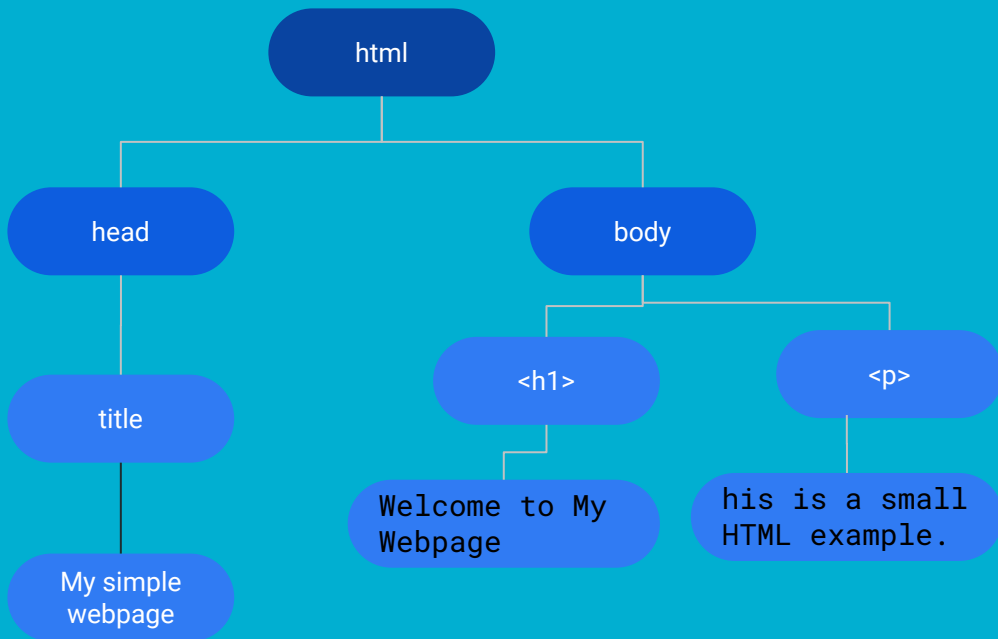 html
head
body
<h1>
<p>
title
Welcome to My
Webpage
his is a small
HTML example.
My simple
webpage